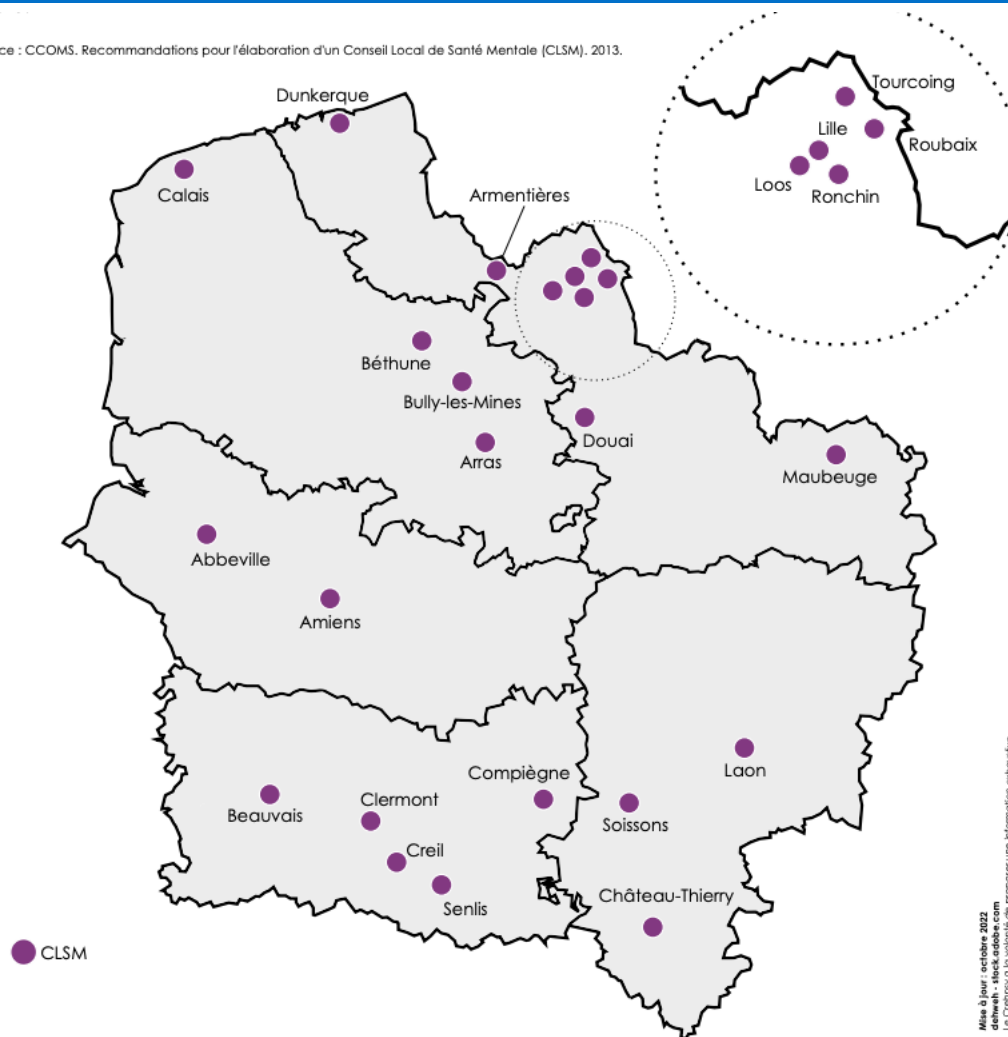 ce : CCOMS. Recommandations pour l'élaboration d'un Conseil Local de Santé Mentale (CLSM). 2013.
Tourcoing
Dunkerque
Lille
Roubaix
Calais
Armentières
Loos
Ronchin
Béthune
Bully-les-Mines
Douai
Arras
Maubeuge
Abbeville
Amiens
Compiègne
Laon
Clermont
Beauvais
Soissons
Creil
Château-Thierry
Senlis
CLSM
Mise à jour : octobre 2022
dehweh - stock.adobe.com